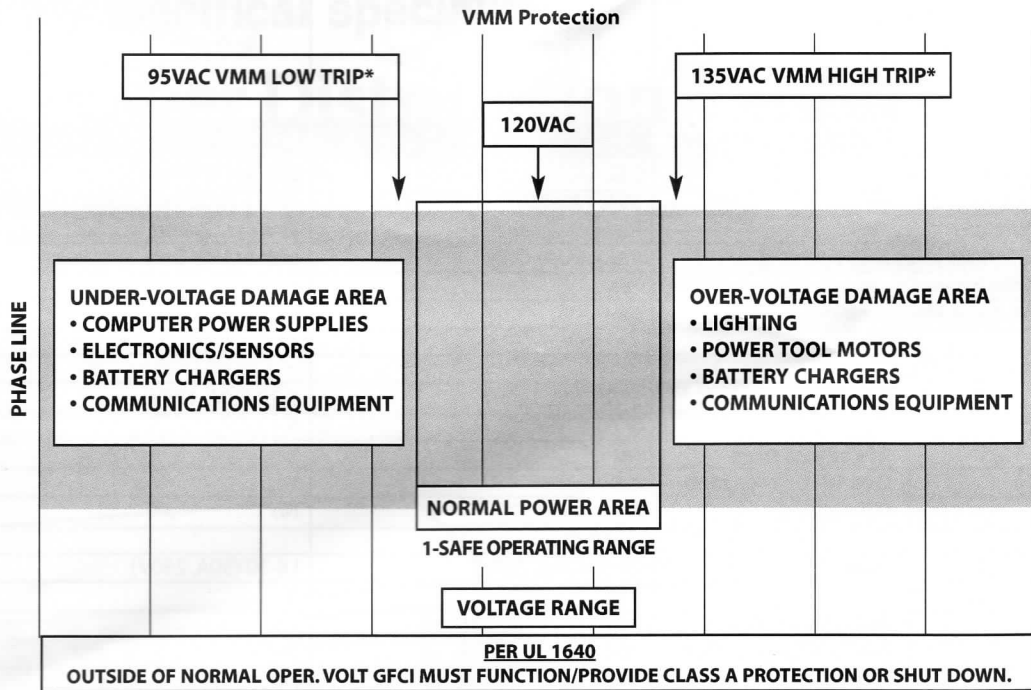 VMM Protection
95VAC VMM LOW TRIP*
135VAC VMM HIGH TRIP*
120VAC
PHASE LINE
UNDER-VOLTAGE DAMAGE AREA
• COMPUTER POWER SUPPLIES
• ELECTRONICS/SENSORS
• BATTERY CHARGERS
• COMMUNICATIONS EQUIPMENT
OVER-VOLTAGE DAMAGE AREA
• LIGHTING
• POWER TOOL MOTORS
• BATTERY CHARGERS
• COMMUNICATIONS EQUIPMENT
NORMAL POWER AREA
1-SAFE OPERATING RANGE
VOLTAGE RANGE
PER UL 1640
OUTSIDE OF NORMAL OPER. VOLT GFCI MUST FUNCTION/PROVIDE CLASS A PROTECTION OR SHUT DOWN.